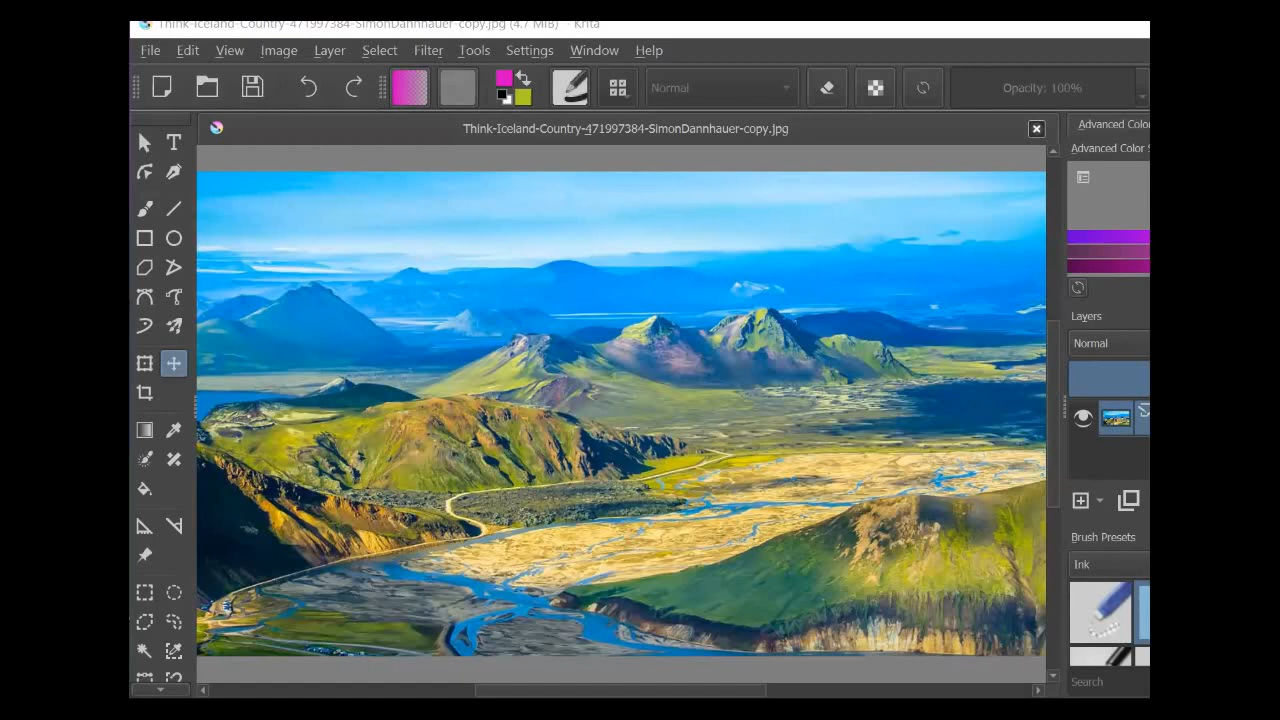 Think-Iceland-Country-471997384-SimonDannhauer-copy.jpg (4.7 MiB) - Krita
File Edit View Image Layer Select Filter Tools Settings Window Help
Normal
Opacity: 100%
Think-Iceland-Country-471997384-SimonDannhauer-copy.jpg
Advanced Colo
Advanced Color S
Layers
Normal
Brush Presets
Ink
Search